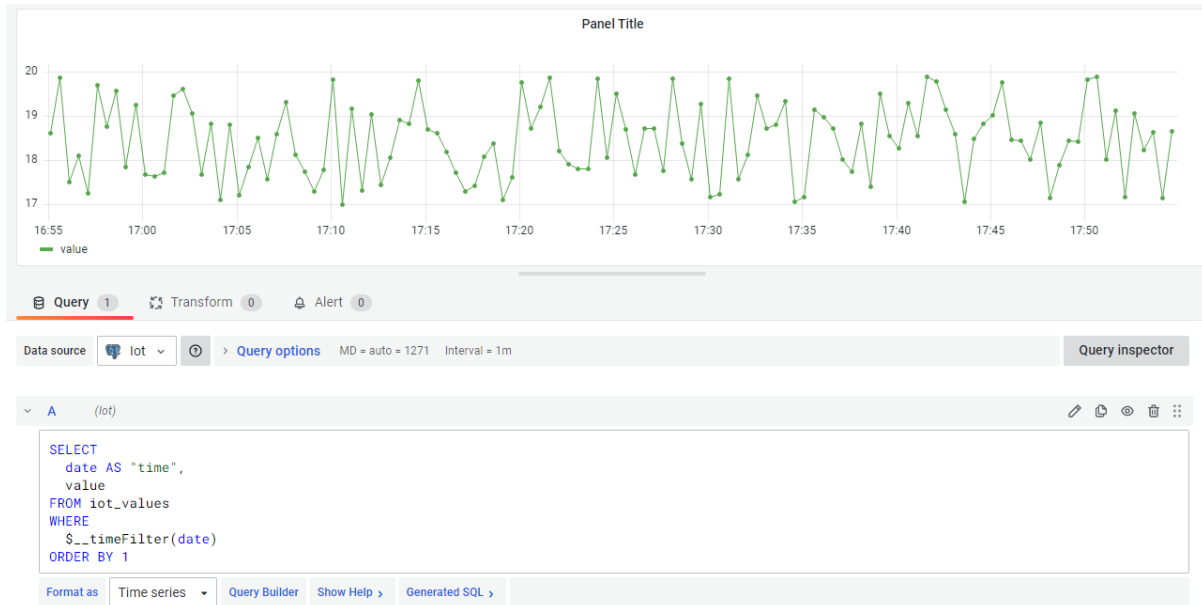 Panel Title
20
19
18
17
16:55 17:00 17:05 17:10 17:15 17:20 17:25 17:30 17:35 17:40 17:45 17:50
value
Query 1 Transform 0 Alert 0
Data source Iot Query options MD = auto = 1271 Interval = 1m Query inspector
A (Iot)
SELECT
date AS "time",
value
FROM iot_values
WHERE
$__timeFilter(date)
ORDER BY 1
Format as Time series Query Builder Show Help > Generated SQL >